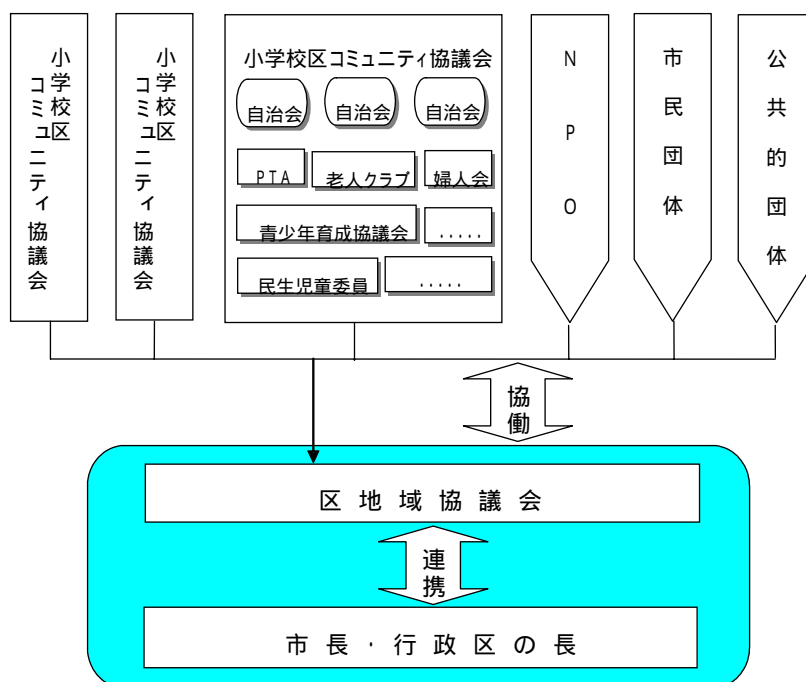 小学校区
コミュニティ協議会
小学校区
コミュニティ協議会
小学校区コミュニティ協議会
自治会
自治会
自治会
PTA
老人クラブ
婦人会
青少年育成協議会
.....
民生児童委員
.....
NPO
市民団体
公共的団体
協働
区地域協議会
連携
市長・行政区の長